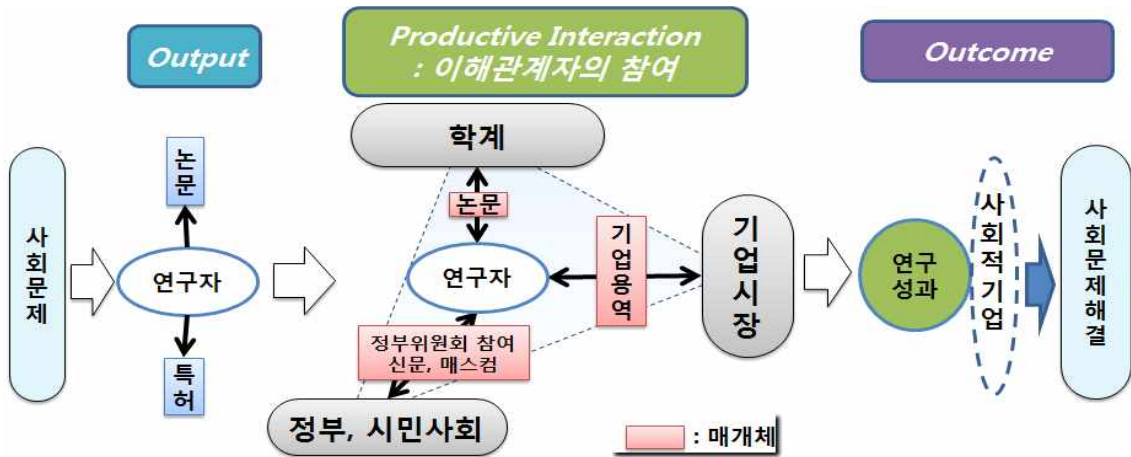 Output
Productive Interaction
: 이해관계자의 참여
Outcome
사회문제
논문
연구자
특허
학계
논문
연구자
기업용역
기업시장
정부위원회 참여
신문, 매스컴
정부, 시민사회
: 매개체
연구
성과
사회적기업
사회문제해결